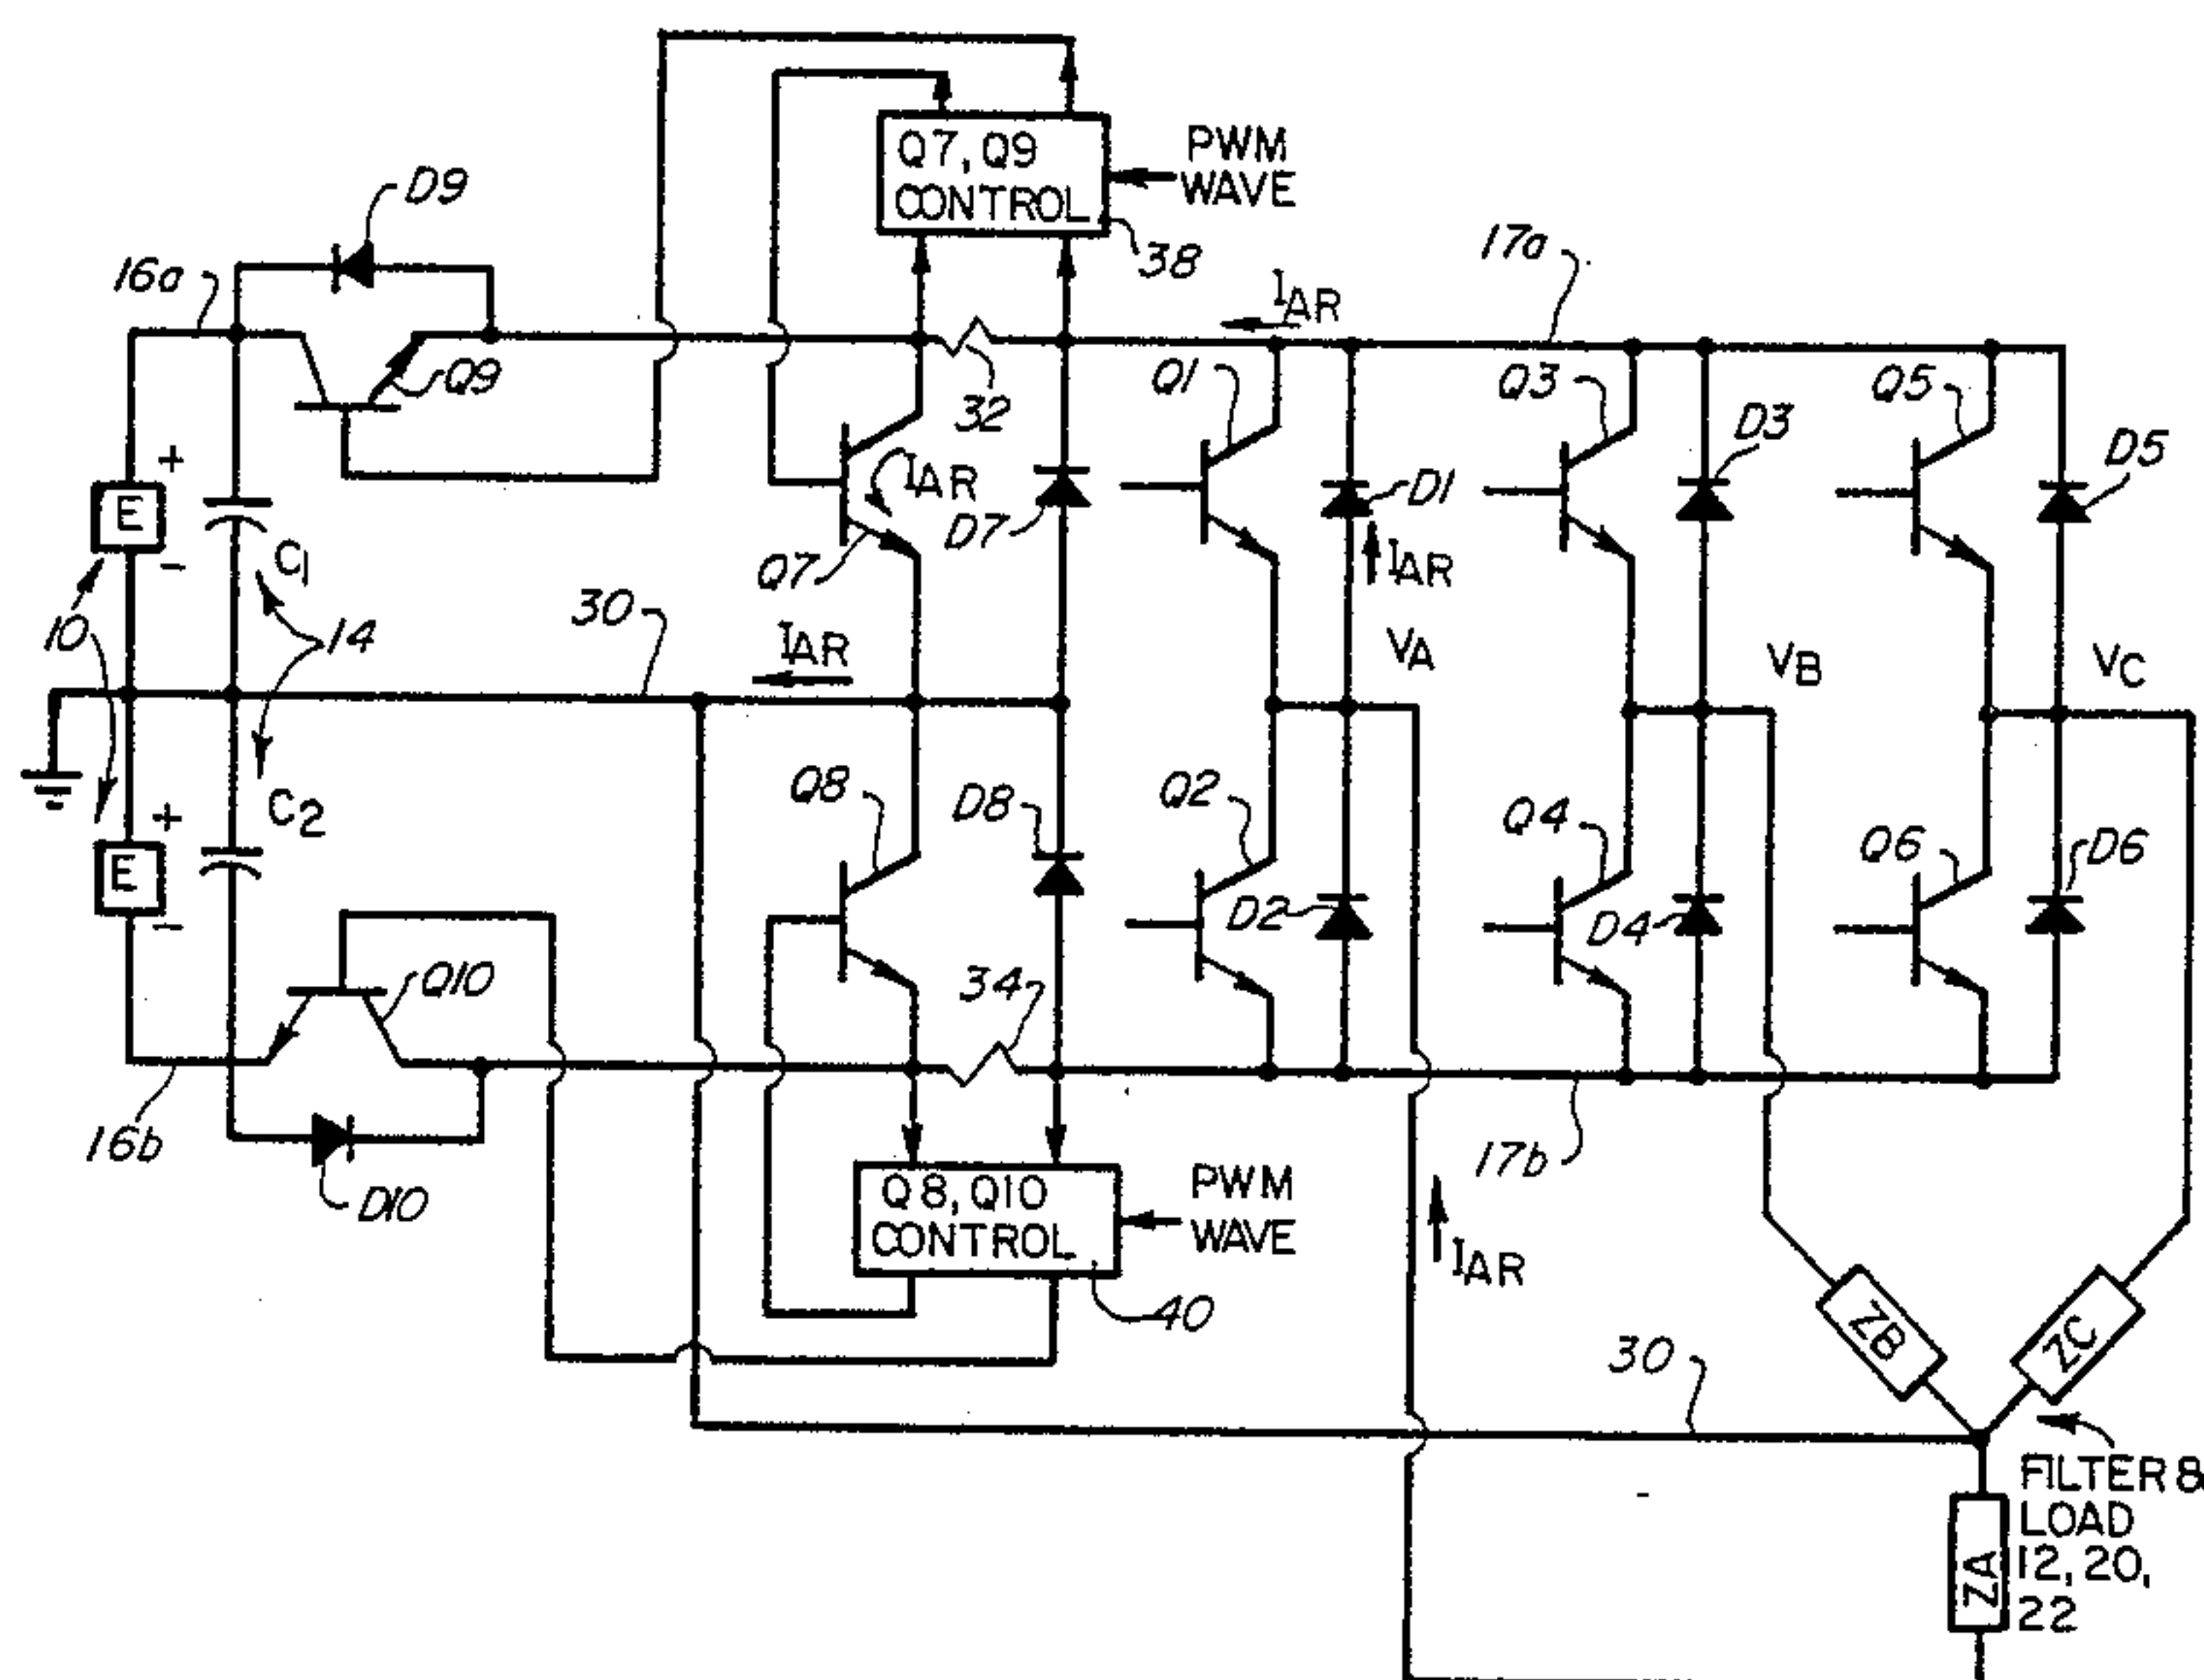 Q7, Q9
CONTROL
PWM
WAVE
38
D9
16a
17a
IAR
Q9
32
Q1
Q3
Q5
D3
D5
+
E
-
C1
IAR
D7
D1
IAR
Q7
10
14
30
IAR
VA
VB
VC
C2
+
E
-
Q8
D8
Q2
D2
Q4
D4
Q6
D6
Q10
34
16b
D10
Q8, Q10
CONTROL
PWM
WAVE
40
17b
IAR
ZB
ZC
30
ZA
FILTER &
LOAD
12, 20,
22